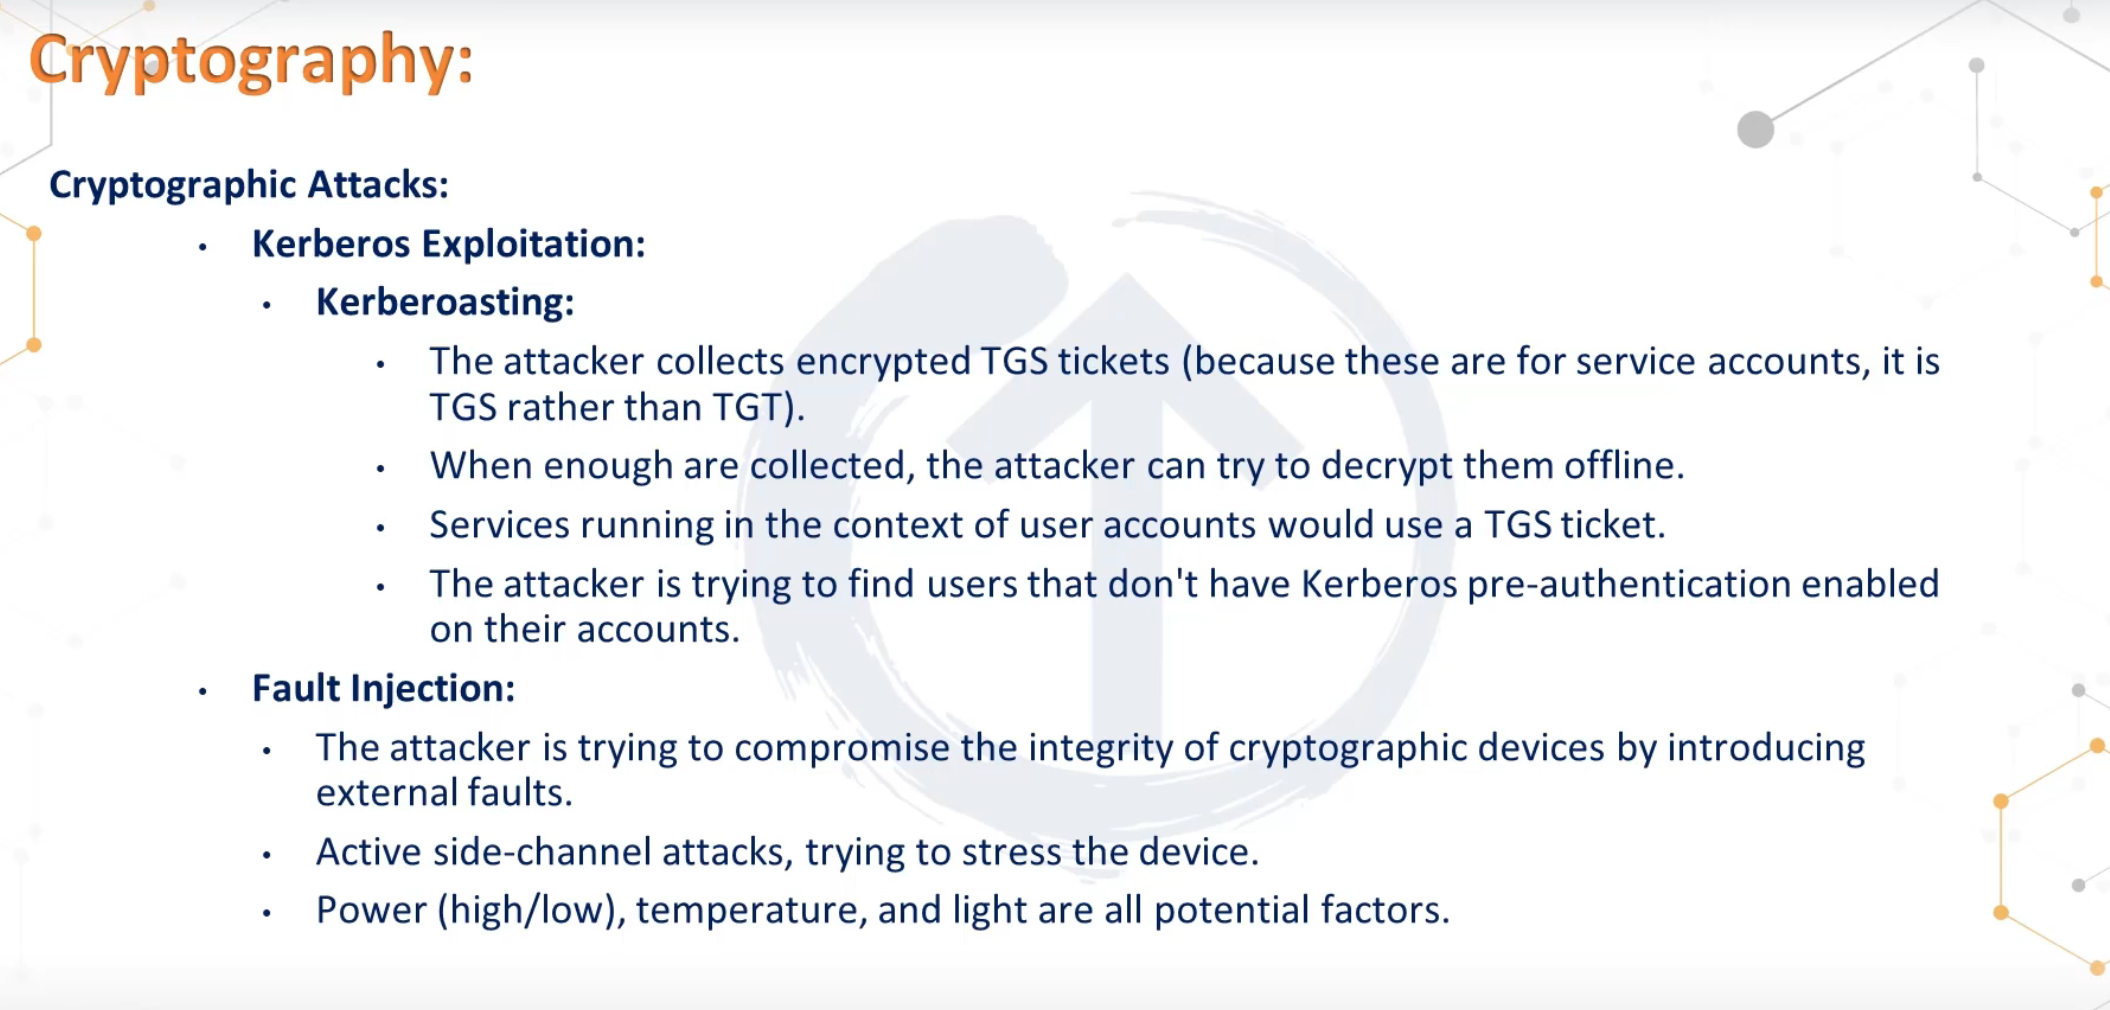 Cryptography:
Cryptographic Attacks:
• Kerberos Exploitation:
• Kerberoasting:
• The attacker collects encrypted TGS tickets (because these are for service accounts, it is
TGS rather than TGT).
• When enough are collected, the attacker can try to decrypt them offline.
• Services running in the context of user accounts would use a TGS ticket.
• The attacker is trying to find users that don't have Kerberos pre-authentication enabled
on their accounts.
• Fault Injection:
• The attacker is trying to compromise the integrity of cryptographic devices by introducing
external faults.
• Active side-channel attacks, trying to stress the device.
• Power (high/low), temperature, and light are all potential factors.